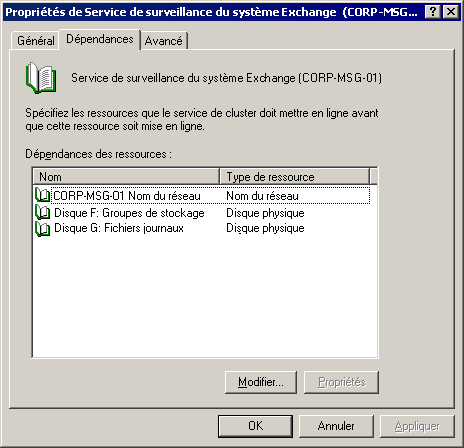 Propriétés de Service de surveillance du système Exchange (CORP-MSG...
Général Dépendances Avancé
Service de surveillance du système Exchange (CORP-MSG-01)
Spécifiez les ressources que le service de cluster doit mettre en ligne avant
que cette ressource soit mise en ligne.
Dépendances des ressources :
Nom Type de ressource
CORP-MSG-01 Nom du réseau Nom du réseau
Disque F: Groupes de stockage Disque physique
Disque G: Fichiers journaux Disque physique
Modifier... Propriétés
OK Annuler Appliquer